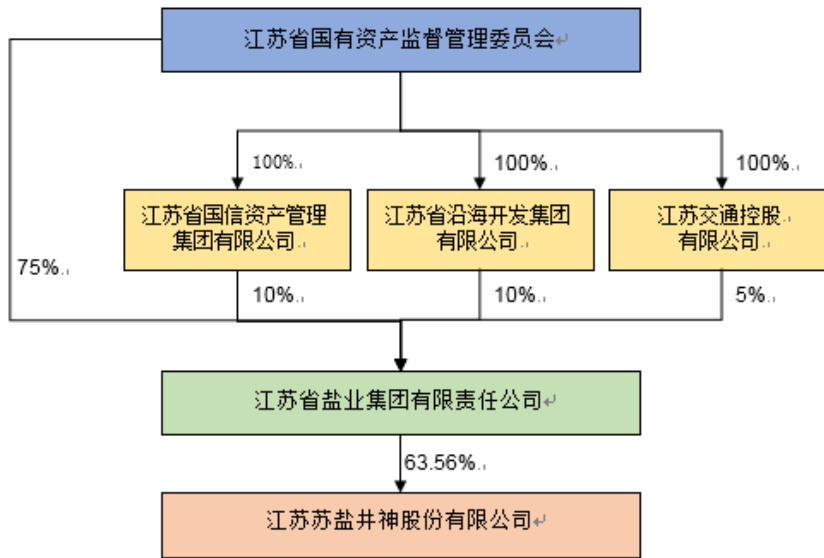 江苏省国有资产监督管理委员会↵
100%.. 100%.. 100%..
江苏省国信资产管理
集团有限公司..
江苏省沿海开发集团
有限公司..
江苏交通控股..
有限公司..
75%..
10%.. 10%.. 5%..
江苏省盐业集团有限责任公司↵
63.56%..
江苏苏盐井神股份有限公司↵